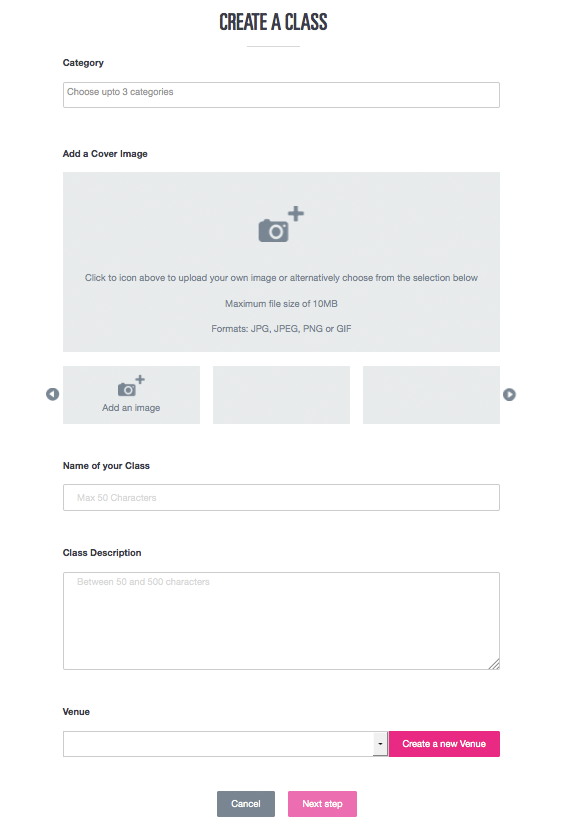 CREATE A CLASS
Category
Choose upto 3 categories
Add a Cover Image
Click to icon above to upload your own image or alternatively choose from the selection below
Maximum file size of 10MB
Formats: JPG, JPEG, PNG or GIF
Add an image
Name of your Class
Max 50 Characters
Class Description
Between 50 and 500 characters
Venue
Create a new Venue
Cancel
Next step